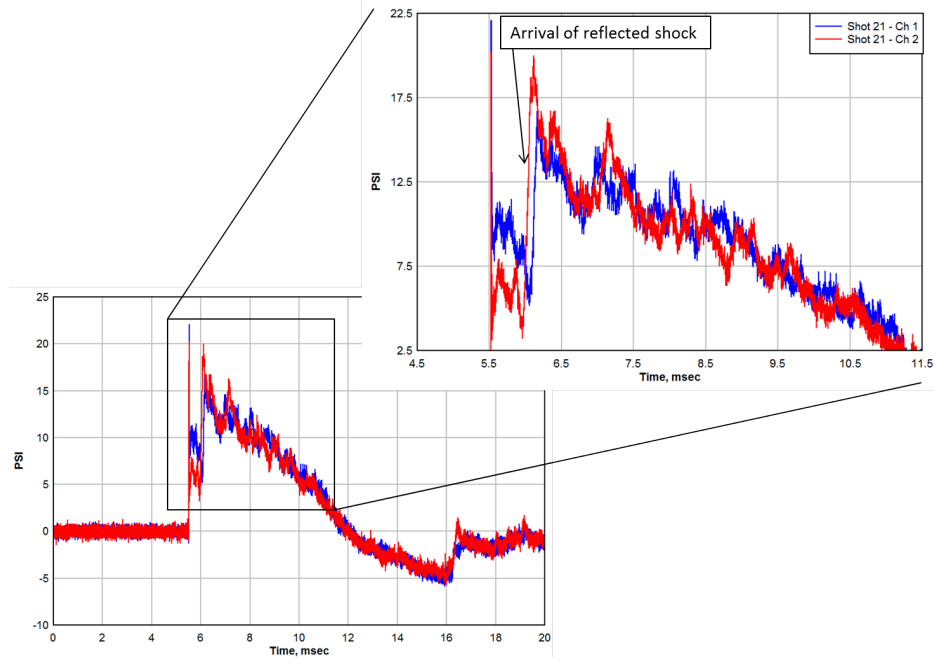 22.5
17.5
12.5
7.5
2.5
PSI
Arrival of reflected shock
Shot 21 - Ch 1
Shot 21 - Ch 2
4.5 5.5 6.5 7.5 8.5 9.5 10.5 11.5
Time, msec
25
20
15
10
5
0
-5
-10
PSI
0 2 4 6 8 10 12 14 16 18 20
Time, msec